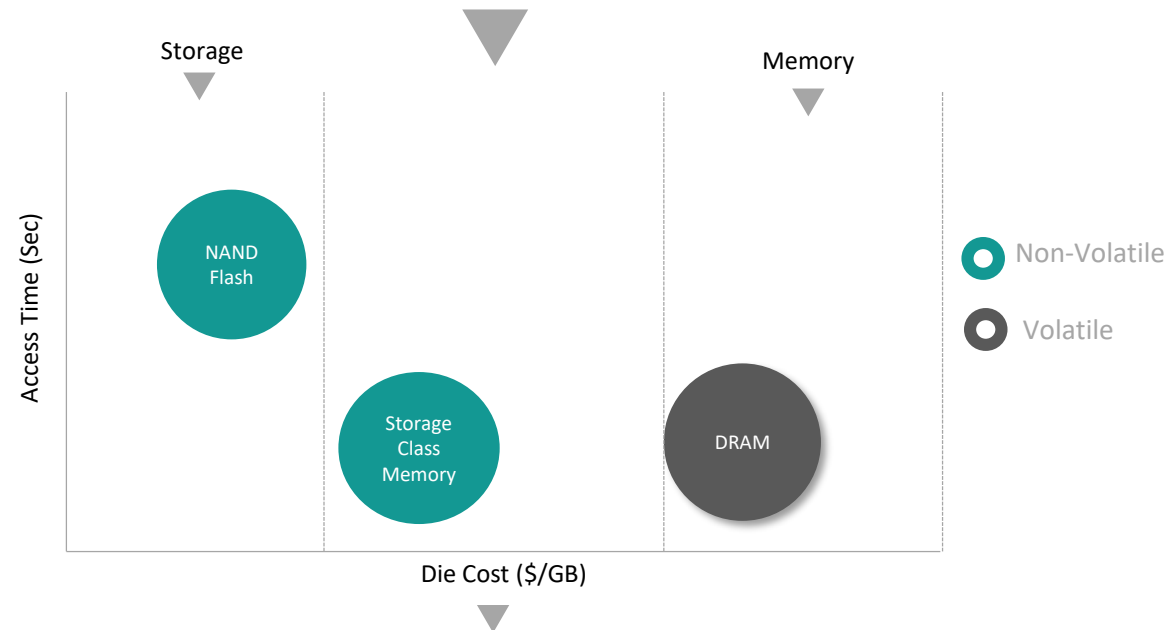 Storage
Memory
Access Time (Sec)
NAND
Flash
Non-Volatile
Volatile
Storage
Class
Memory
DRAM
Die Cost ($/GB)